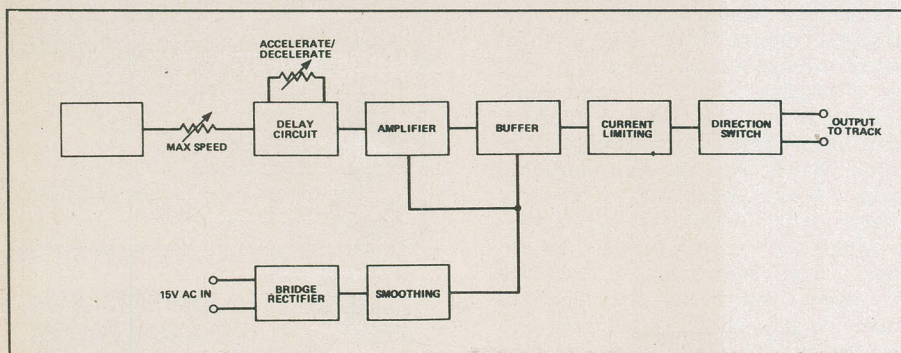 ACCELERATE/
DECELERATE
MAX SPEED
DELAY
CIRCUIT
AMPLIFIER
BUFFER
CURRENT
LIMITING
DIRECTION
SWITCH
OUTPUT
TO TRACK
15V AC IN
BRIDGE
RECTIFIER
SMOOTHING